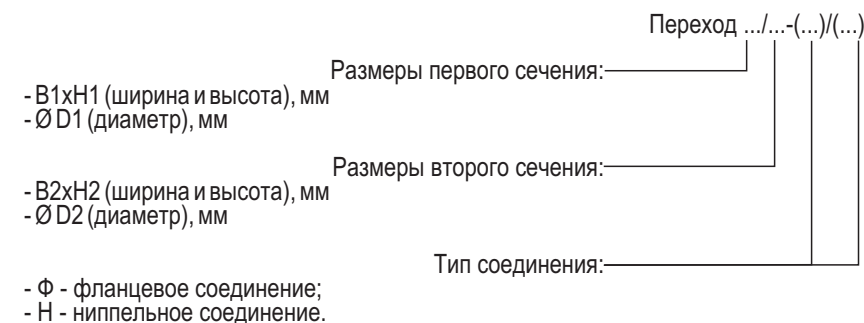 Переход .../...-(...)/(...)
Размеры первого сечения:
- B1xH1 (ширина и высота), мм
- Ø D1 (диаметр), мм
Размеры второго сечения:
- B2xH2 (ширина и высота), мм
- Ø D2 (диаметр), мм
Тип соединения:
- Ф - фланцевое соединение;
- Н - ниппельное соединение.